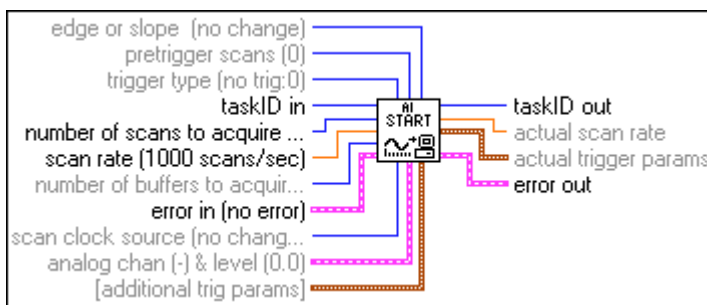 edge or slope (no change)
pretrigger scans (0)
trigger type (no trig:0)
taskID in
number of scans to acquire ...
scan rate (1000 scans/sec)
number of buffers to acquir...
error in (no error)
scan clock source (no chang...
analog chan (-) & level (0.0)
[additional trig params]
AI
START
taskID out
actual scan rate
actual trigger params
error out